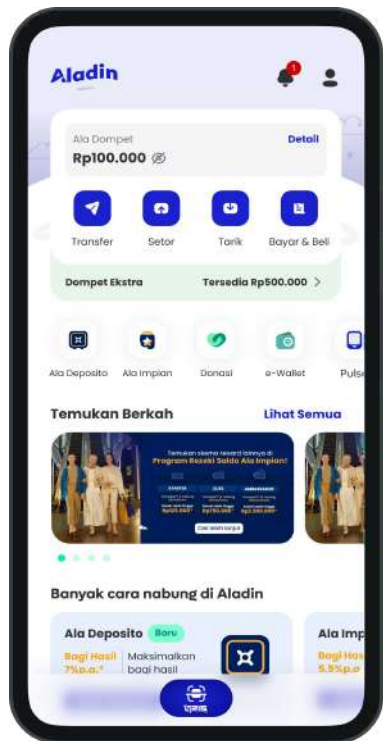 Aladin
1
Ala Dompet
Detail
Rp100.000
Transfer
Setor
Tarik
Bayar & Beli
Dompet Ekstra
Tersedia Rp500.000
Ala Deposito
Ala Impian
Donasi
e-Wallet
Pulsa
Temukan Berkah
Lihat Semua
Temukan skema reward lainnya di
Program Rezeki Saldo Ala Impian!
Banyak cara nabung di Aladin
Ala Deposito
Baru
Bagi Hasil
7%p.a.*
Maksimalkan
bagi hasil
Ala Imp
Bagi Has
5.5%p.a
QRIS